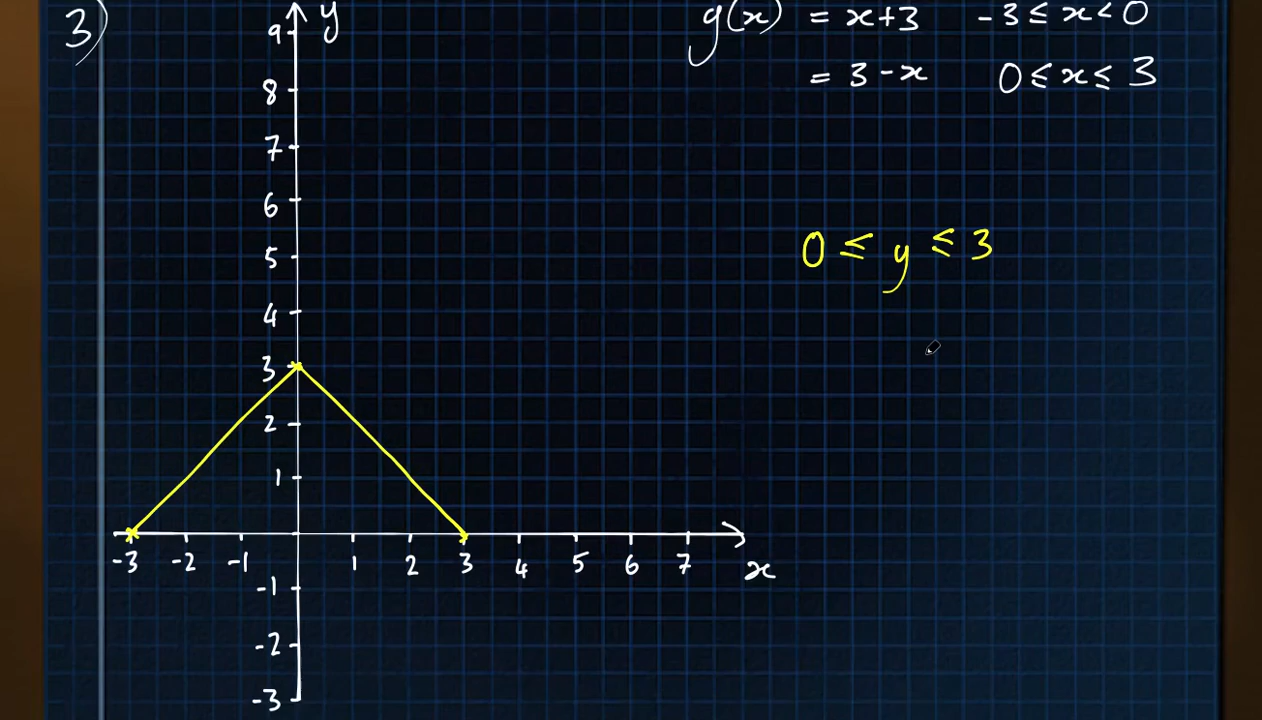 3)
y
g(x) = x+3 -3 ≤ x < 0
= 3 - x 0 ≤ x ≤ 3
9
8
7
6
5
4
3
2
1
0 ≤ y ≤ 3
-3 -2 -1 1 2 3 4 5 6 7 x
-1
-2
-3